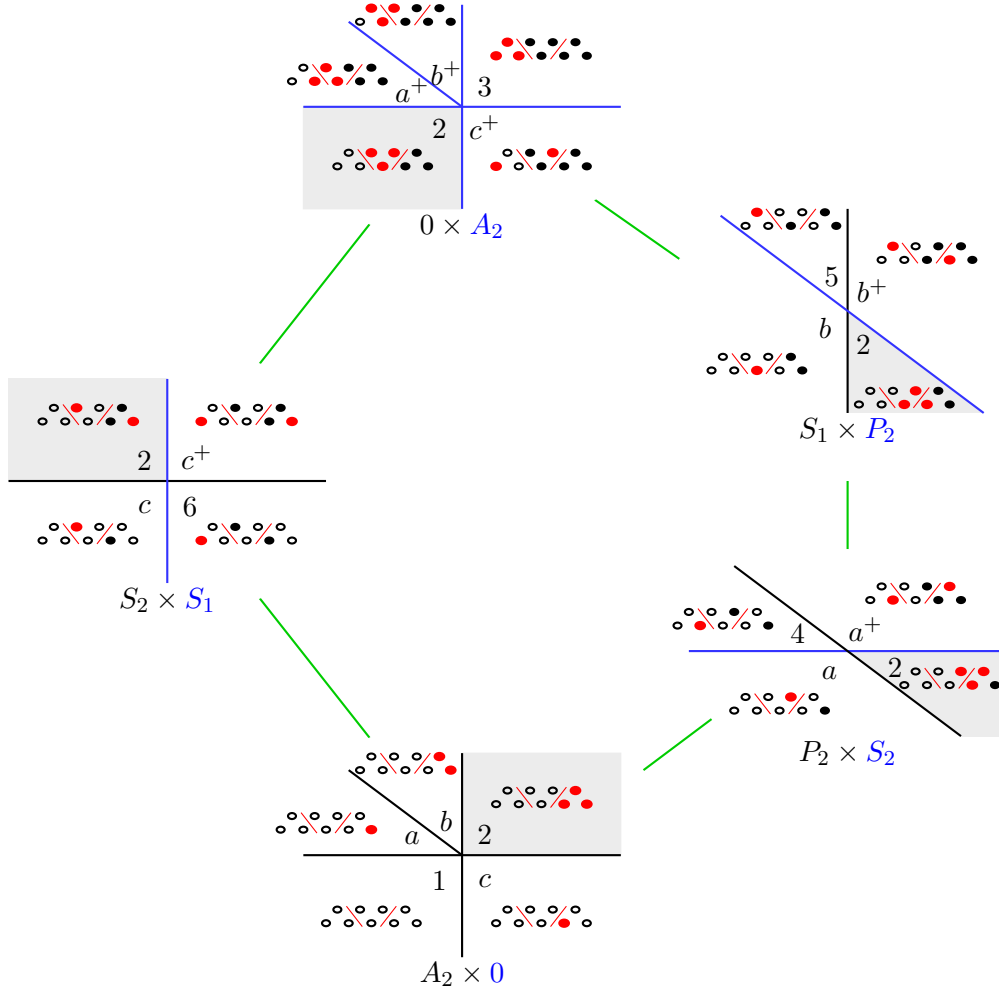 b⁺
a⁺
3
2
c⁺
0 × A₂
5
b⁺
b
2
S₁ × P₂
2
c⁺
c
6
S₂ × S₁
4
a⁺
a
2
P₂ × S₂
b
a
2
1
c
A₂ × 0